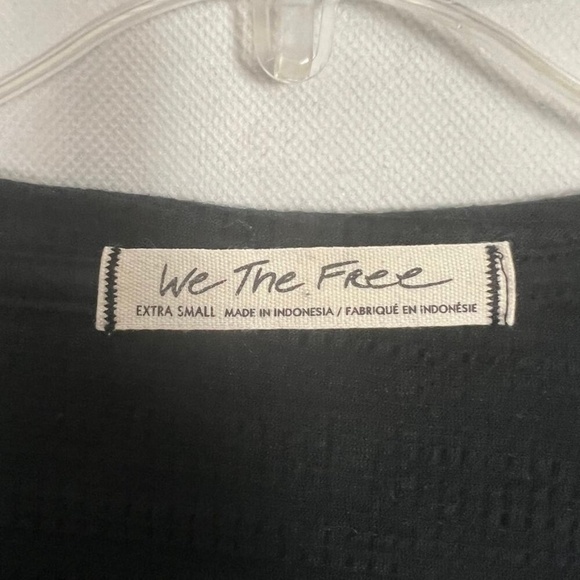 We The Free
EXTRA SMALL MADE IN INDONESIA / FABRIQUÉ EN INDONÉSIE